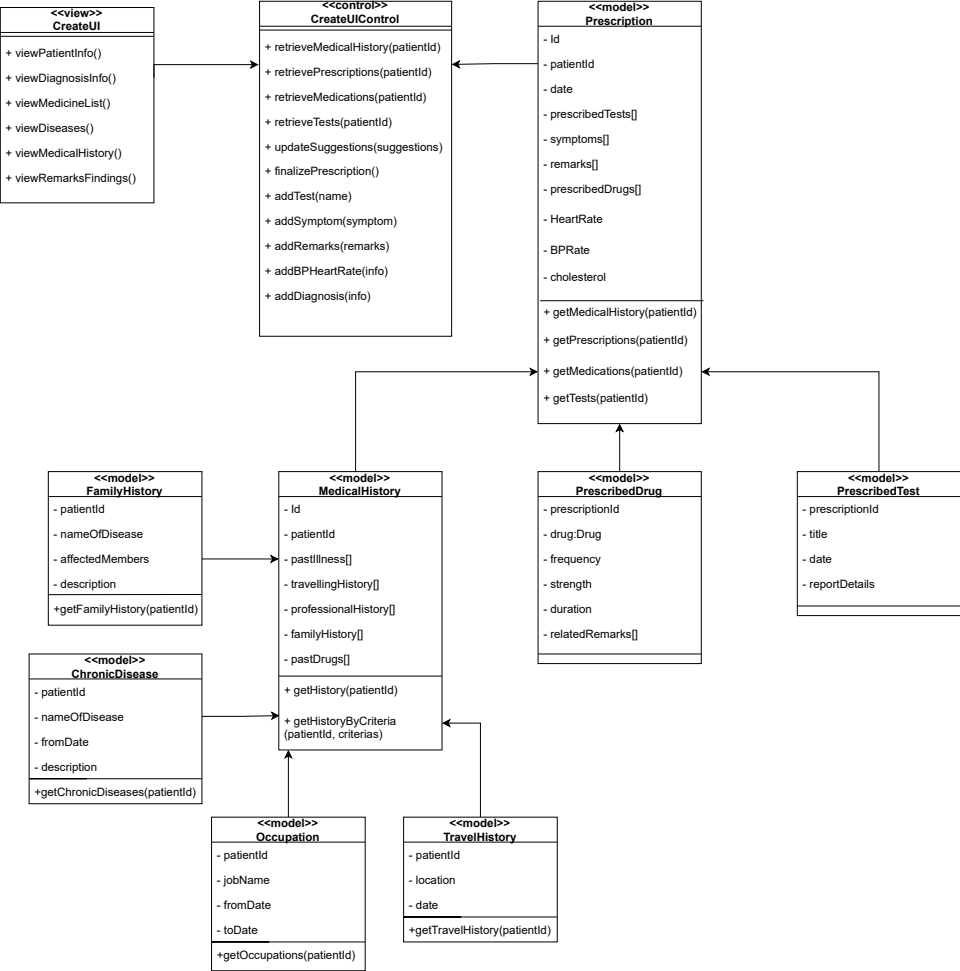 <<view>>
CreateUI
+ viewPatientInfo()
+ viewDiagnosisInfo()
+ viewMedicineList()
+ viewDiseases()
+ viewMedicalHistory()
+ viewRemarksFindings()
<<control>>
CreateUIControl
+ retrieveMedicalHistory(patientId)
+ retrievePrescriptions(patientId)
+ retrieveMedications(patientId)
+ retrieveTests(patientId)
+ updateSuggestions(suggestions)
+ finalizePrescription()
+ addTest(name)
+ addSymptom(symptom)
+ addRemarks(remarks)
+ addBPHeartRate(info)
+ addDiagnosis(info)
<<model>>
Prescription
- Id
- patientId
- date
- prescribedTests[]
- symptoms[]
- remarks[]
- prescribedDrugs[]
- HeartRate
- BPRate
- cholesterol
+ getMedicalHistory(patientId)
+ getPrescriptions(patientId)
+ getMedications(patientId)
+ getTests(patientId)
<<model>>
FamilyHistory
- patientId
- nameOfDisease
- affectedMembers
- description
+getFamilyHistory(patientId)
<<model>>
MedicalHistory
- Id
- patientId
- pastIllness[]
- travellingHistory[]
- professionalHistory[]
- familyHistory[]
- pastDrugs[]
+ getHistory(patientId)
+ getHistoryByCriteria
(patientId, criterias)
<<model>>
PrescribedDrug
- prescriptionId
- drug:Drug
- frequency
- strength
- duration
- relatedRemarks[]
<<model>>
PrescribedTest
- prescriptionId
- title
- date
- reportDetails
<<model>>
ChronicDisease
- patientId
- nameOfDisease
- fromDate
- description
+getChronicDiseases(patientId)
<<model>>
Occupation
- patientId
- jobName
- fromDate
- toDate
+getOccupations(patientId)
<<model>>
TravelHistory
- patientId
- location
- date
+getTravelHistory(patientId)